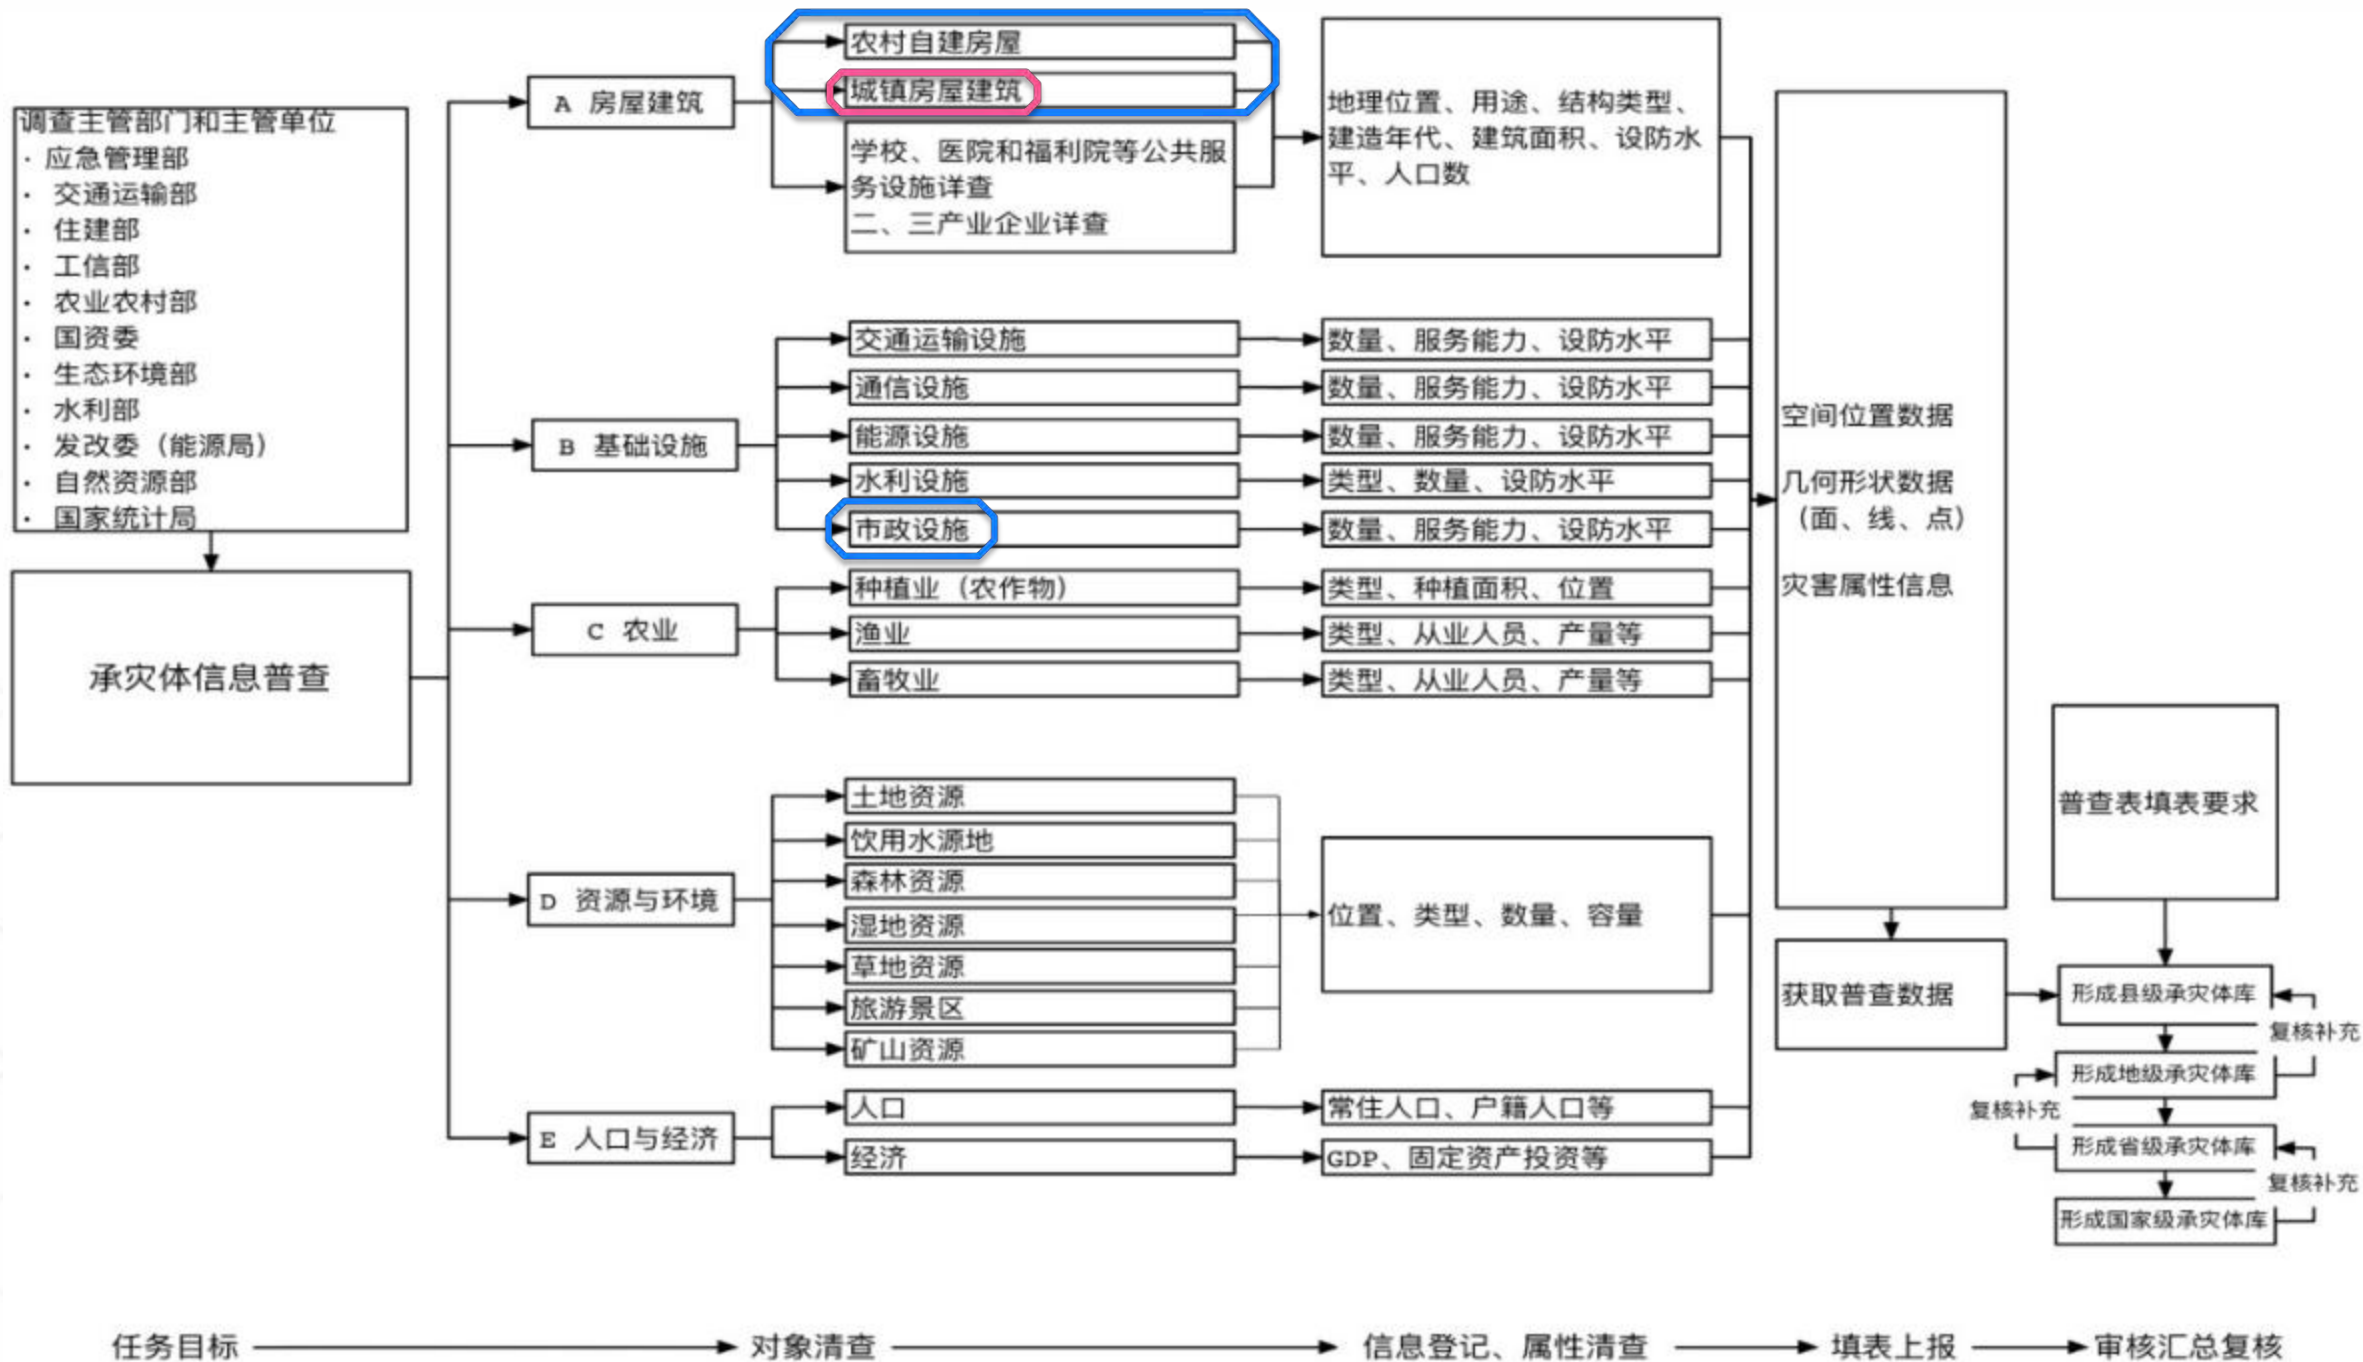 调查主管部门和主管单位
· 应急管理部
· 交通运输部
· 住建部
· 工信部
· 农业农村部
· 国资委
· 生态环境部
· 水利部
· 发改委（能源局）
· 自然资源部
· 国家统计局
承灾体信息普查
A 房屋建筑
农村自建房屋
城镇房屋建筑
学校、医院和福利院等公共服
务设施详查
二、三产业企业详查
地理位置、用途、结构类型、
建造年代、建筑面积、设防水
平、人口数
B 基础设施
交通运输设施
数量、服务能力、设防水平
通信设施
数量、服务能力、设防水平
能源设施
数量、服务能力、设防水平
水利设施
类型、数量、设防水平
市政设施
数量、服务能力、设防水平
C 农业
种植业（农作物）
类型、种植面积、位置
渔业
类型、从业人员、产量等
畜牧业
类型、从业人员、产量等
D 资源与环境
土地资源
饮用水源地
森林资源
湿地资源
草地资源
旅游景区
矿山资源
位置、类型、数量、容量
E 人口与经济
人口
常住人口、户籍人口等
经济
GDP、固定资产投资等
空间位置数据
几何形状数据
（面、线、点）
灾害属性信息
获取普查数据
普查表填表要求
形成县级承灾体库
复核补充
形成地级承灾体库
复核补充
形成省级承灾体库
复核补充
形成国家级承灾体库
任务目标
对象清查
信息登记、属性清查
填表上报
审核汇总复核